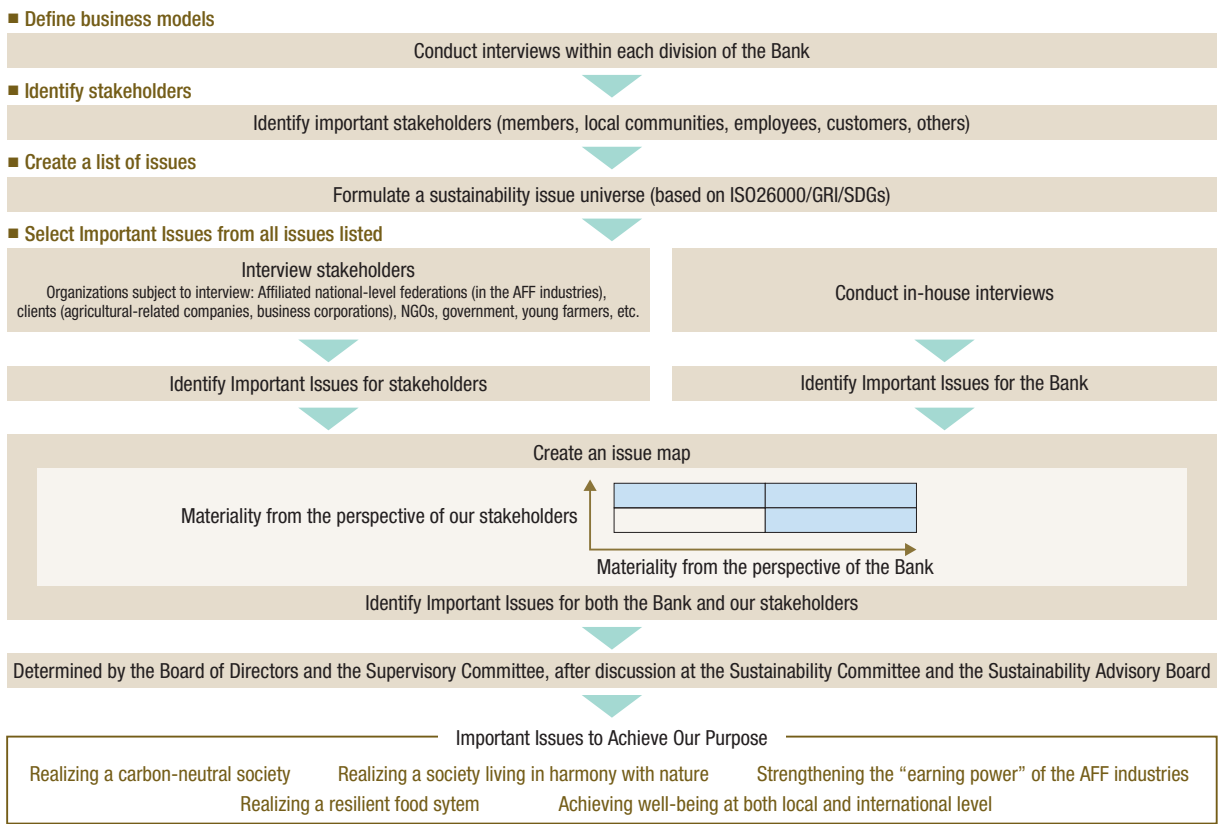 ■ Define business models
Conduct interviews within each division of the Bank
■ Identify stakeholders
Identify important stakeholders (members, local communities, employees, customers, others)
■ Create a list of issues
Formulate a sustainability issue universe (based on ISO26000/GRI/SDGs)
■ Select Important Issues from all issues listed
Interview stakeholders
Organizations subject to interview: Affiliated national-level federations (in the AFF industries),
clients (agricultural-related companies, business corporations), NGOs, government, young farmers, etc.
Conduct in-house interviews
Identify Important Issues for stakeholders
Identify Important Issues for the Bank
Create an issue map
Materiality from the perspective of our stakeholders
Materiality from the perspective of the Bank
Identify Important Issues for both the Bank and our stakeholders
Determined by the Board of Directors and the Supervisory Committee, after discussion at the Sustainability Committee and the Sustainability Advisory Board
Important Issues to Achieve Our Purpose
Realizing a carbon-neutral society
Realizing a society living in harmony with nature
Strengthening the “earning power” of the AFF industries
Realizing a resilient food sytem
Achieving well-being at both local and international level